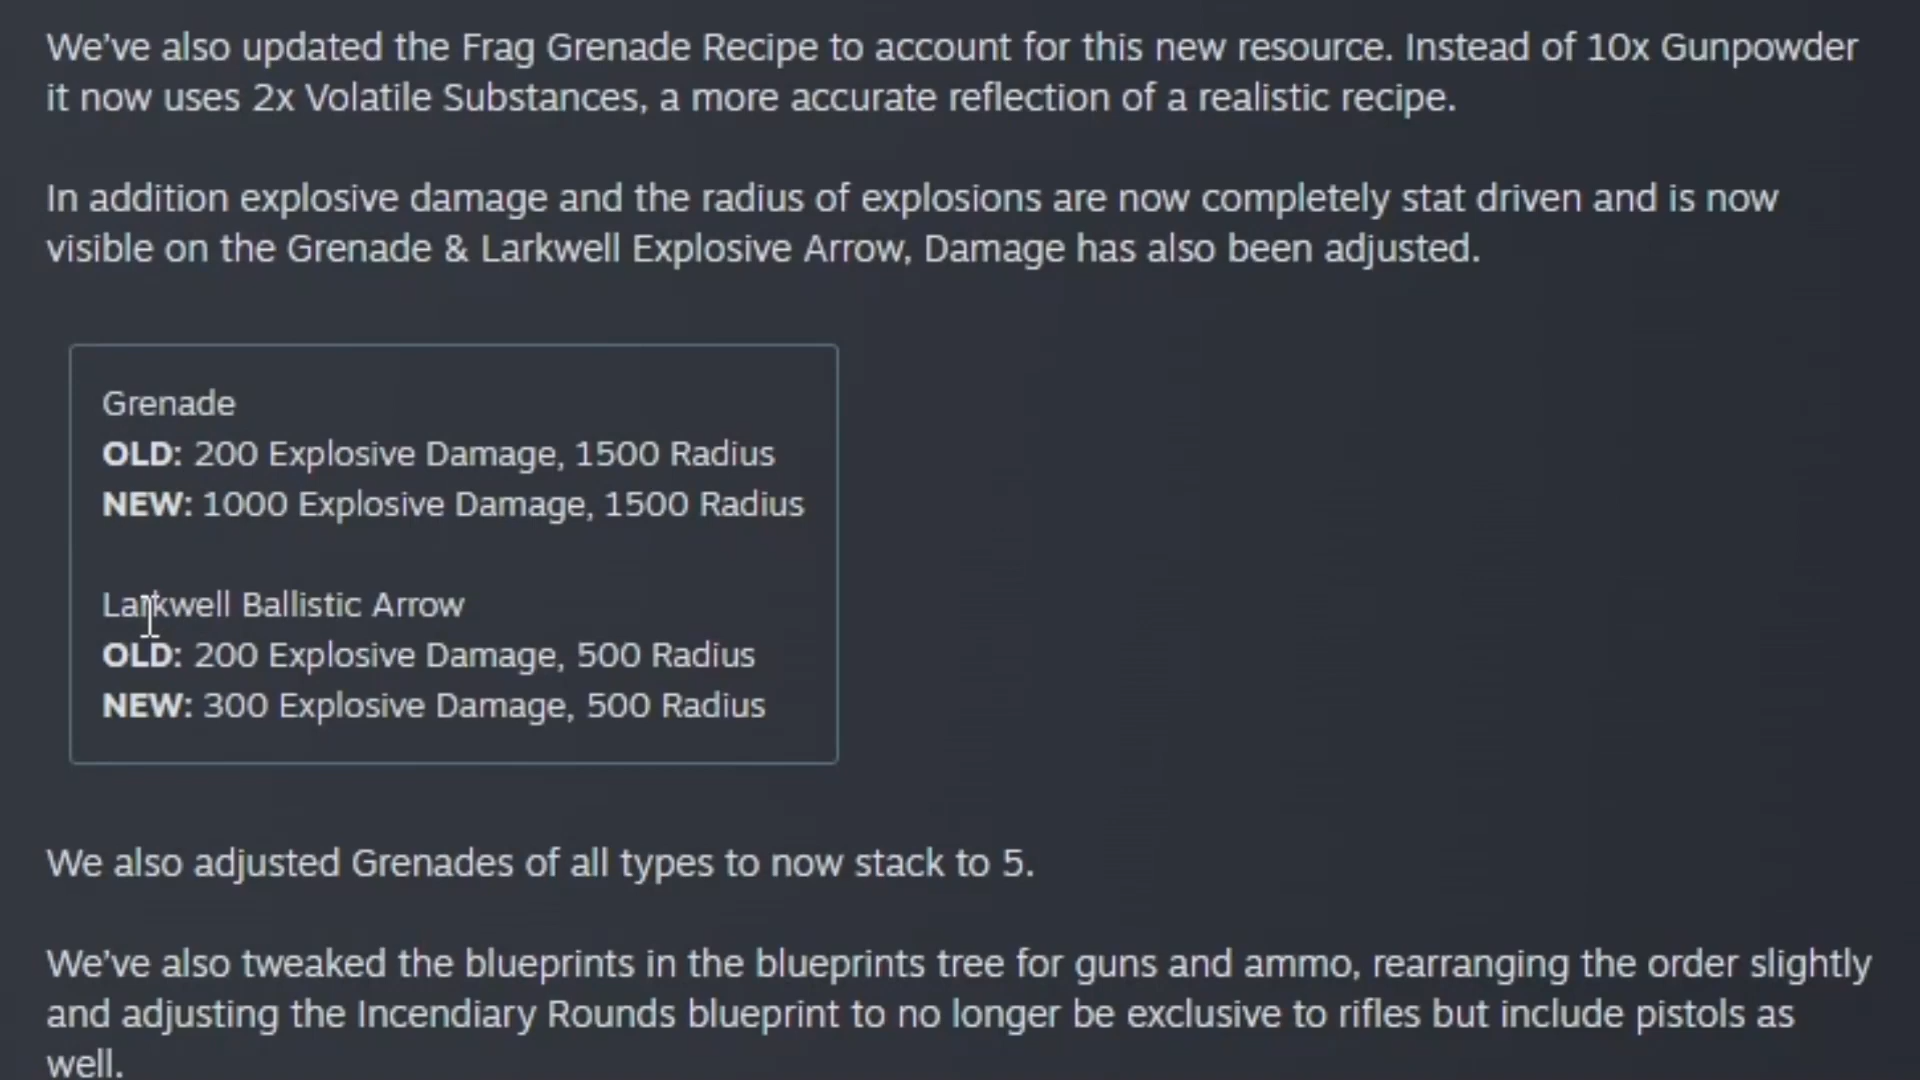 We've also updated the Frag Grenade Recipe to account for this new resource. Instead of 10x Gunpowder
it now uses 2x Volatile Substances, a more accurate reflection of a realistic recipe.
In addition explosive damage and the radius of explosions are now completely stat driven and is now
visible on the Grenade & Larkwell Explosive Arrow, Damage has also been adjusted.
Grenade
OLD: 200 Explosive Damage, 1500 Radius
NEW: 1000 Explosive Damage, 1500 Radius
Larkwell Ballistic Arrow
OLD: 200 Explosive Damage, 500 Radius
NEW: 300 Explosive Damage, 500 Radius
We also adjusted Grenades of all types to now stack to 5.
We've also tweaked the blueprints in the blueprints tree for guns and ammo, rearranging the order slightly
and adjusting the Incendiary Rounds blueprint to no longer be exclusive to rifles but include pistols as
well.